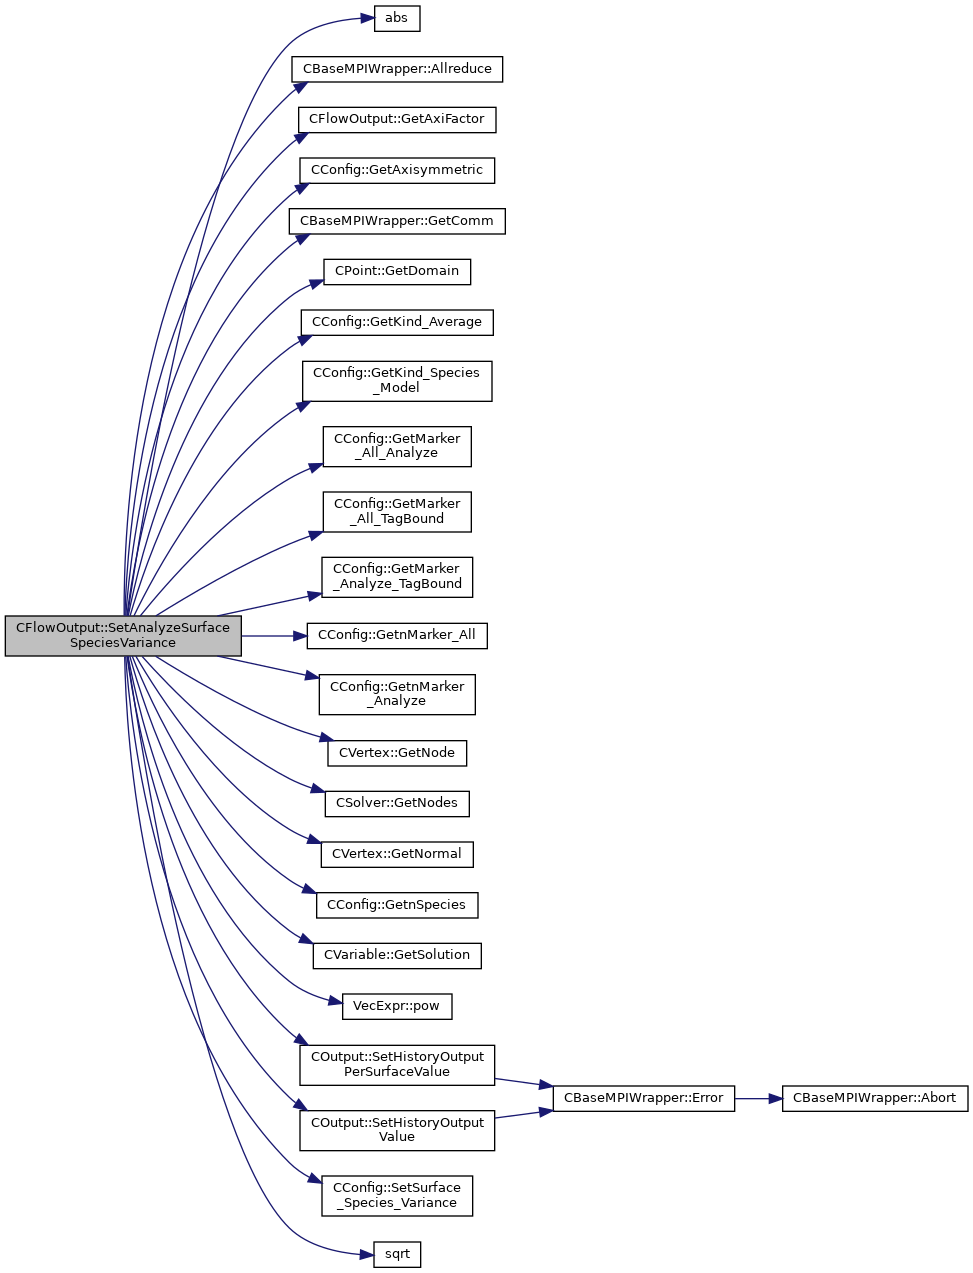 abs
CBaseMPIWrapper::Allreduce
CFlowOutput::GetAxiFactor
CConfig::GetAxisymmetric
CBaseMPIWrapper::GetComm
CPoint::GetDomain
CConfig::GetKind_Average
CConfig::GetKind_Species
_Model
CConfig::GetMarker
_All_Analyze
CConfig::GetMarker
_All_TagBound
CConfig::GetMarker
_Analyze_TagBound
CFlowOutput::SetAnalyzeSurface
SpeciesVariance
CConfig::GetnMarker_All
CConfig::GetnMarker
_Analyze
CVertex::GetNode
CSolver::GetNodes
CVertex::GetNormal
CConfig::GetnSpecies
CVariable::GetSolution
VecExpr::pow
COutput::SetHistoryOutput
PerSurfaceValue
COutput::SetHistoryOutput
Value
CBaseMPIWrapper::Error
CBaseMPIWrapper::Abort
CConfig::SetSurface
_Species_Variance
sqrt